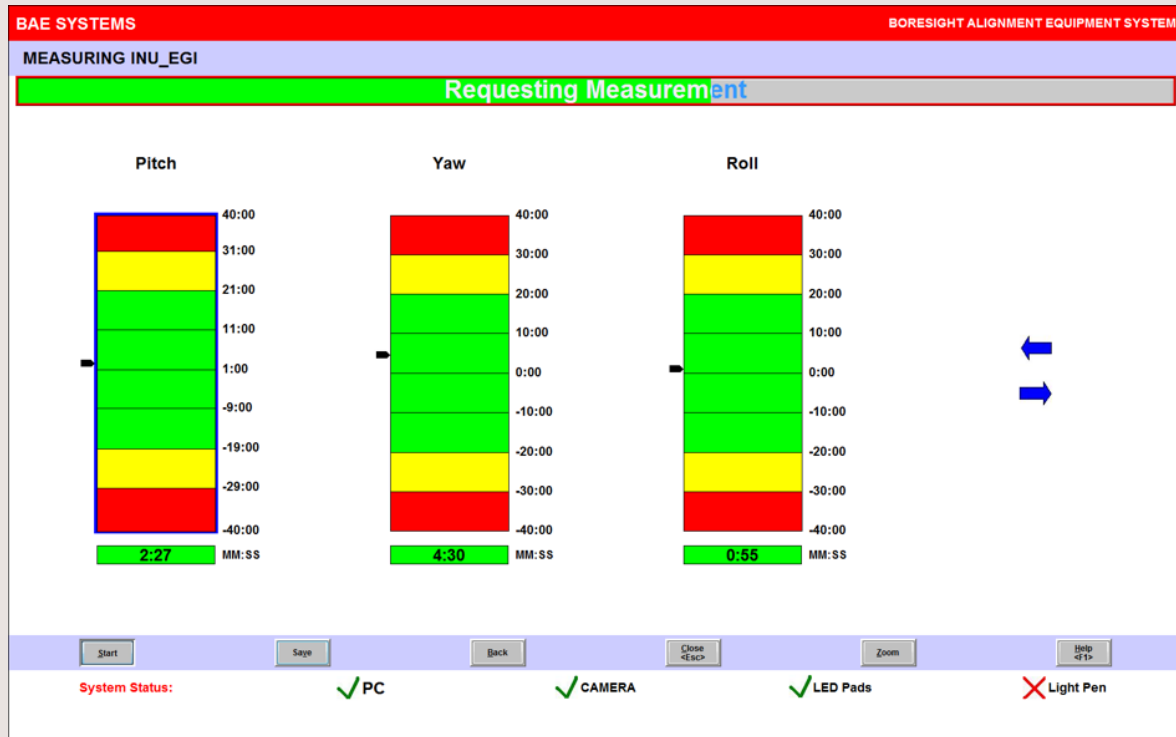 BAE SYSTEMS
BORESIGHT ALIGNMENT EQUIPMENT SYSTEM
MEASURING INU_EGI
Requesting Measurement
Pitch
40:00
31:00
21:00
11:00
1:00
-9:00
-19:00
-29:00
-40:00
2:27 MM:SS
Yaw
40:00
30:00
20:00
10:00
0:00
-10:00
-20:00
-30:00
-40:00
4:30 MM:SS
Roll
40:00
30:00
20:00
10:00
0:00
-10:00
-20:00
-30:00
-40:00
0:55 MM:SS
Start
Save
Back
Close
<Esc>
Zoom
Help
<F1>
System Status:
PC
CAMERA
LED Pads
Light Pen